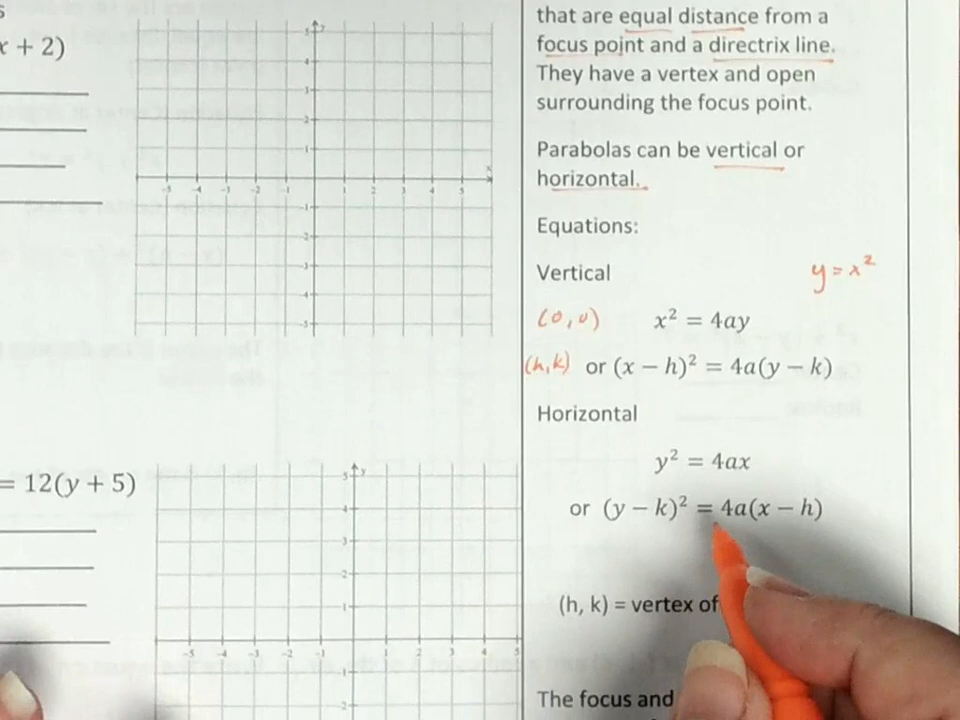 x + 2)
= 12(y + 5)
that are equal distance from a
focus point and a directrix line.
They have a vertex and open
surrounding the focus point.
Parabolas can be vertical or
horizontal.
Equations:
Vertical
y = x²
(0,0) x² = 4ay
(h,k) or (x − h)² = 4a(y − k)
Horizontal
y² = 4ax
or (y − k)² = 4a(x − h)
(h, k) = vertex of
The focus and